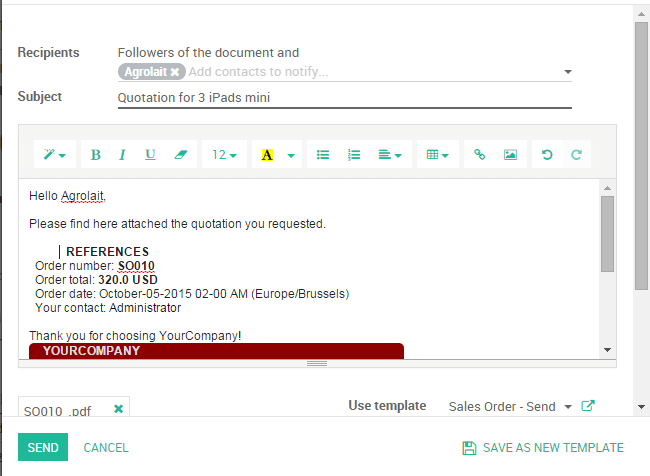 Recipients
Followers of the document and
Agrolait × Add contacts to notify...
Subject
Quotation for 3 iPads mini
B I U 12 A
Hello Agrolait,
Please find here attached the quotation you requested.
REFERENCES
Order number: SO010
Order total: 320.0 USD
Order date: October-05-2015 02-00 AM (Europe/Brussels)
Your contact: Administrator
Thank you for choosing YourCompany!
YOURCOMPANY
SO010_.pdf ×
Use template Sales Order - Send
SEND CANCEL SAVE AS NEW TEMPLATE